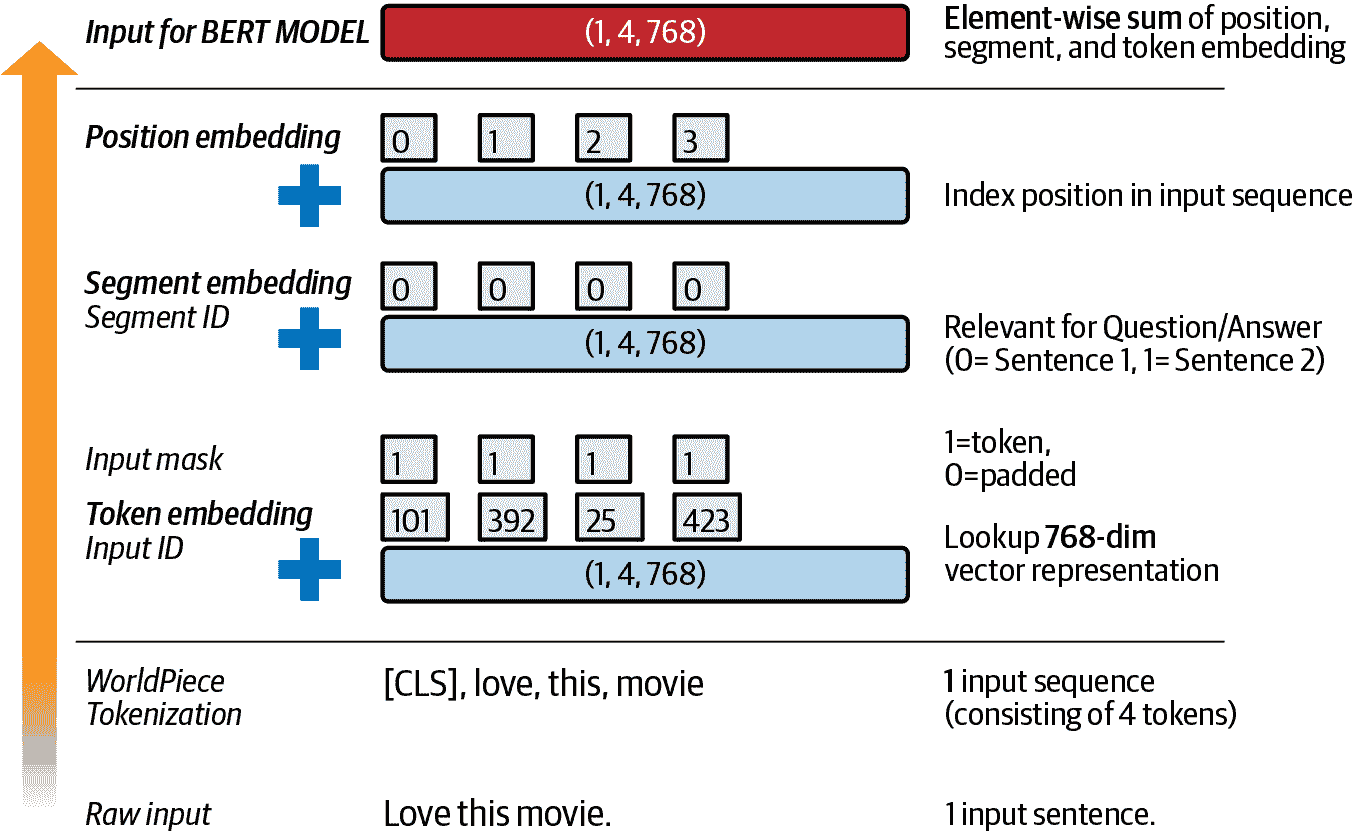 Input for BERT MODEL
(1, 4, 768)
Element-wise sum of position,
segment, and token embedding
Position embedding
0 1 2 3
(1, 4, 768)
Index position in input sequence
Segment embedding
Segment ID
0 0 0 0
(1, 4, 768)
Relevant for Question/Answer
(0= Sentence 1, 1= Sentence 2)
Input mask
1 1 1 1
1=token,
0=padded
Token embedding
Input ID
101 392 25 423
(1, 4, 768)
Lookup 768-dim
vector representation
WorldPiece
Tokenization
[CLS], love, this, movie
1 input sequence
(consisting of 4 tokens)
Raw input
Love this movie.
1 input sentence.